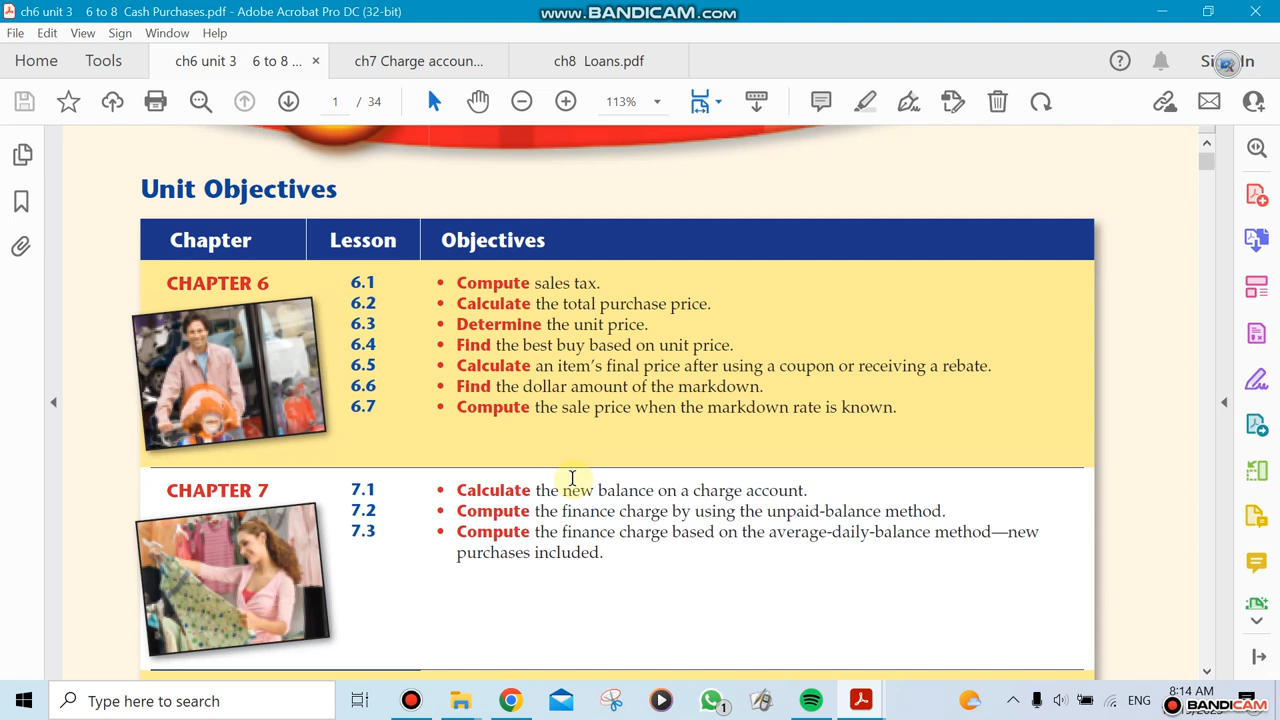 ch6 unit 3 6 to 8 Cash Purchases.pdf - Adobe Acrobat Pro DC (32-bit)
www.BANDICAM.com
File Edit View Sign Window Help
Home Tools ch6 unit 3 6 to 8 ... × ch7 Charge accoun... ch8 Loans.pdf
1 / 34 113%
Unit Objectives
Chapter Lesson Objectives
CHAPTER 6
6.1 • Compute sales tax.
6.2 • Calculate the total purchase price.
6.3 • Determine the unit price.
6.4 • Find the best buy based on unit price.
6.5 • Calculate an item's final price after using a coupon or receiving a rebate.
6.6 • Find the dollar amount of the markdown.
6.7 • Compute the sale price when the markdown rate is known.
CHAPTER 7
7.1 • Calculate the new balance on a charge account.
7.2 • Compute the finance charge by using the unpaid-balance method.
7.3 • Compute the finance charge based on the average-daily-balance method—new
purchases included.
Type here to search
1
ENG
8:14 AM
BANDICAM